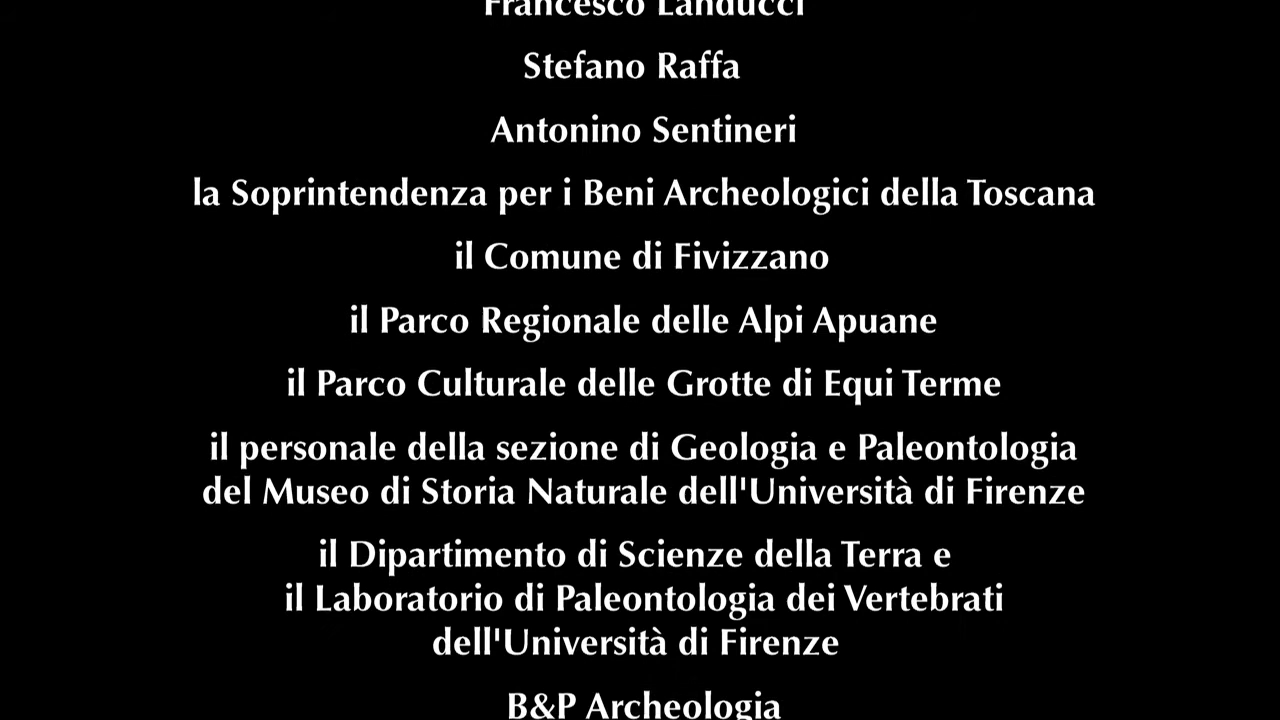 Francesco Landucci
Stefano Raffa
Antonino Sentineri
la Soprintendenza per i Beni Archeologici della Toscana
il Comune di Fivizzano
il Parco Regionale delle Alpi Apuane
il Parco Culturale delle Grotte di Equi Terme
il personale della sezione di Geologia e Paleontologia
del Museo di Storia Naturale dell'Università di Firenze
il Dipartimento di Scienze della Terra e
il Laboratorio di Paleontologia dei Vertebrati
dell'Università di Firenze
B&P Archeologia